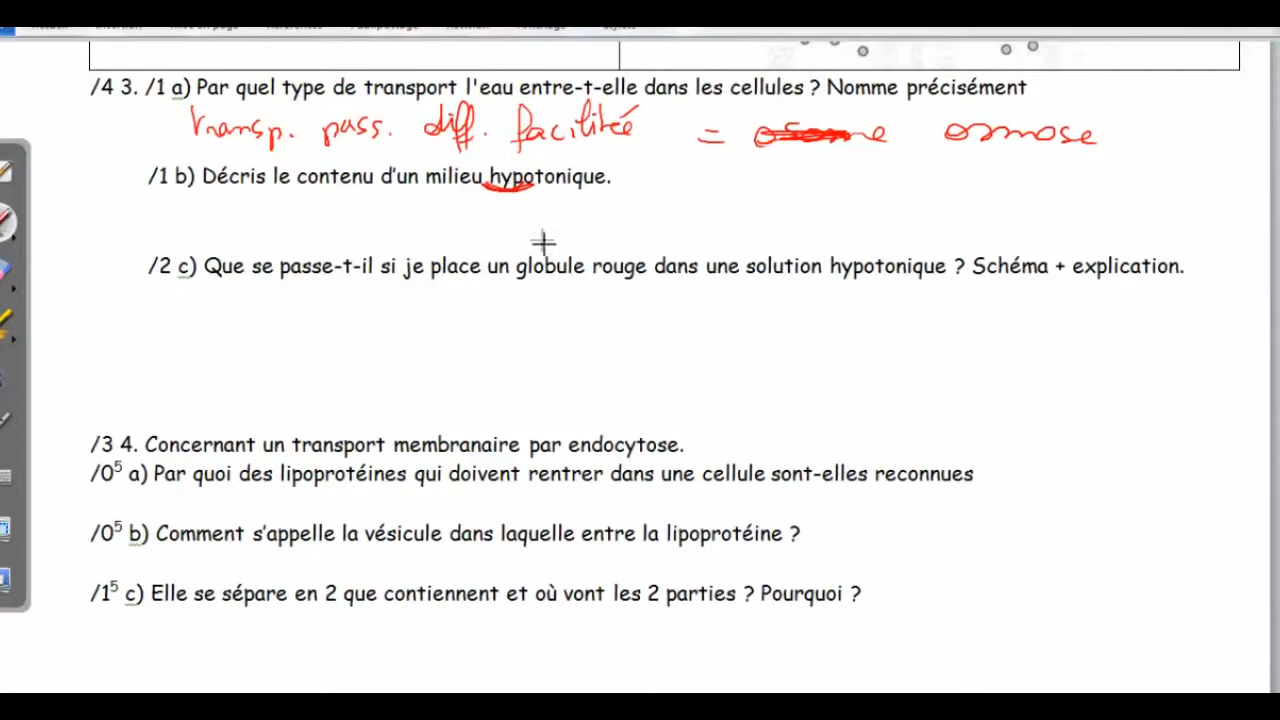 /4 3. /1 a) Par quel type de transport l'eau entre-t-elle dans les cellules ? Nomme précisément
transp. pass. diff. facilitée = osmose
/1 b) Décris le contenu d'un milieu hypotonique.
/2 c) Que se passe-t-il si je place un globule rouge dans une solution hypotonique ? Schéma + explication.
/3 4. Concernant un transport membranaire par endocytose.
/0⁵ a) Par quoi des lipoprotéines qui doivent rentrer dans une cellule sont-elles reconnues
/0⁵ b) Comment s'appelle la vésicule dans laquelle entre la lipoprotéine ?
/1⁵ c) Elle se sépare en 2 que contiennent et où vont les 2 parties ? Pourquoi ?